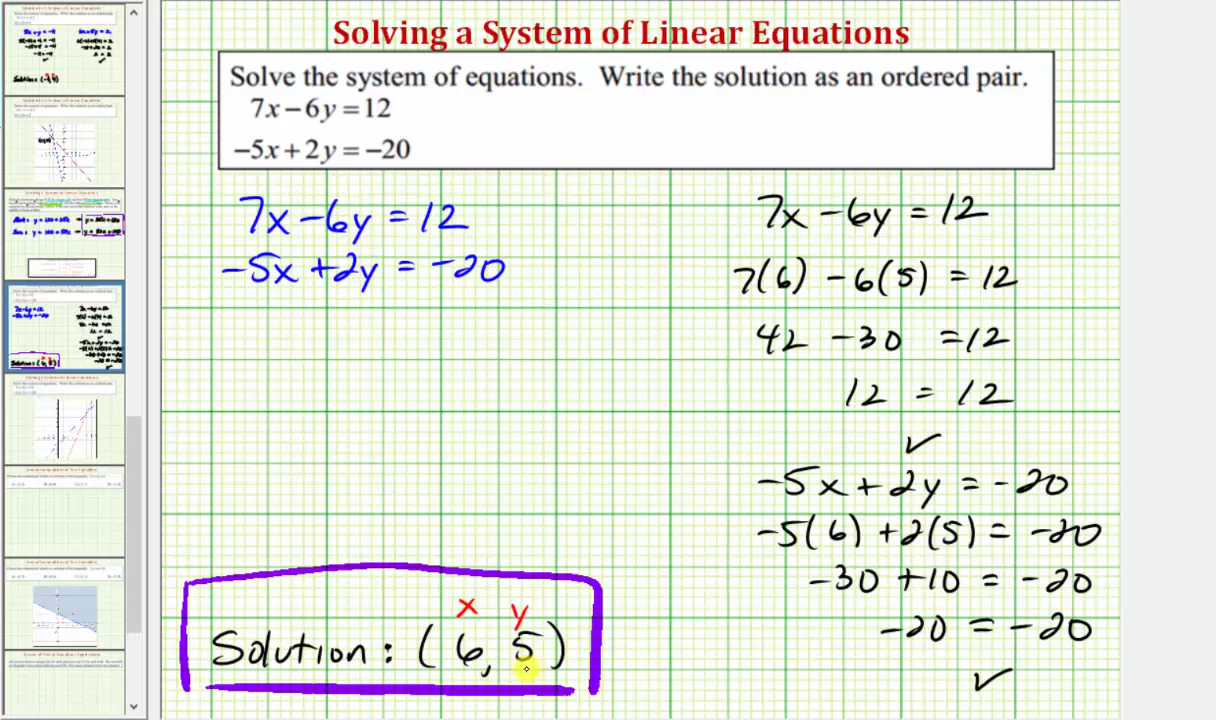 Solving a System of Linear Equations
Solve the system of equations.  Write the solution as an ordered pair.
7x − 6y = 12
−5x + 2y = −20
7x − 6y = 12
−5x + 2y = −20
Solution : ( 6, 5 )
x y
7x − 6y = 12
7(6) − 6(5) = 12
42 − 30 = 12
12 = 12
✓
−5x + 2y = −20
−5(6) + 2(5) = −20
−30 + 10 = −20
−20 = −20
✓